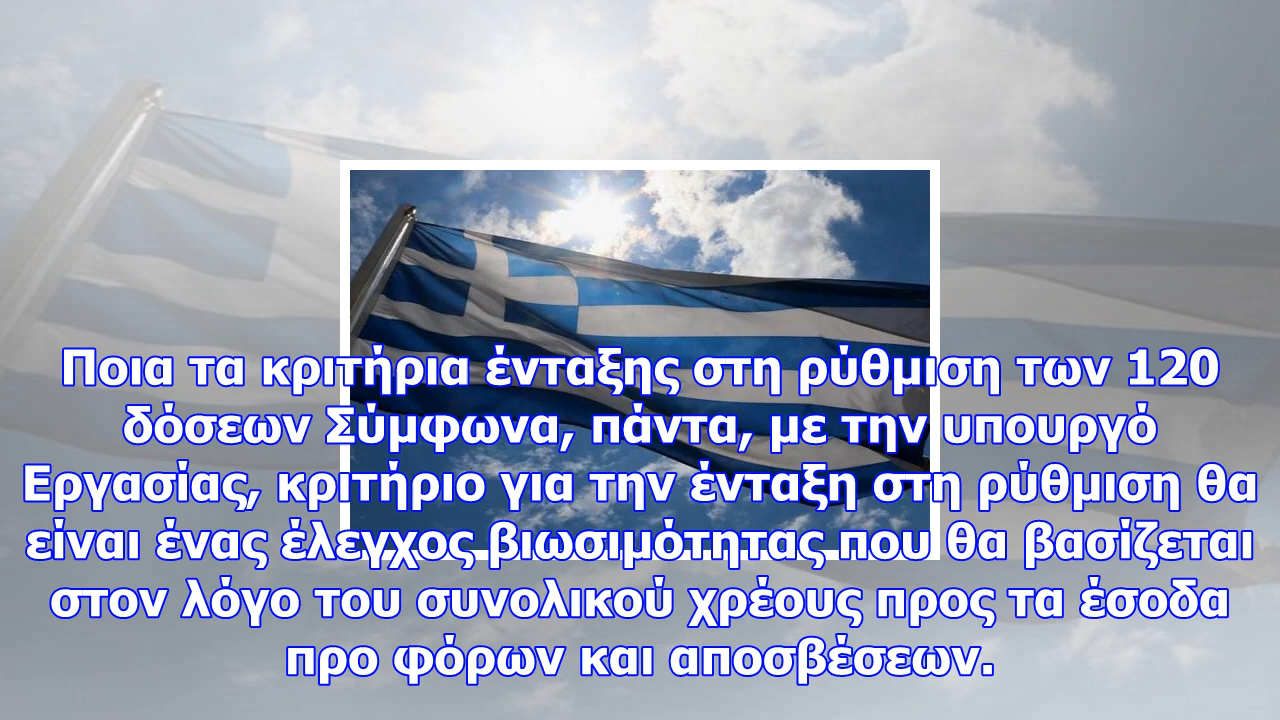 Ποια τα κριτήρια ένταξης στη ρύθμιση των 120
δόσεων Σύμφωνα, πάντα, με την υπουργό
Εργασίας, κριτήριο για την ένταξη στη ρύθμιση θα
είναι ένας έλεγχος βιωσιμότητας που θα βασίζεται
στον λόγο του συνολικού χρέους προς τα έσοδα
προ φόρων και αποσβέσεων.